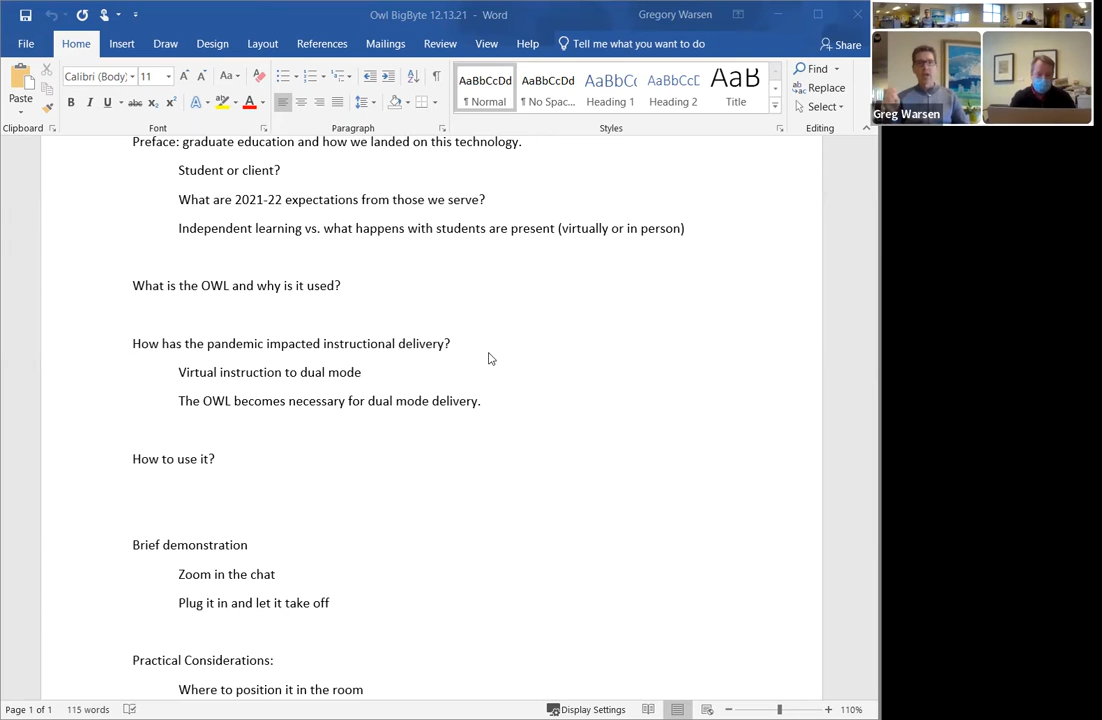 Owl BigByte 12.13.21 - Word
Gregory Warsen
File Home Insert Draw Design Layout References Mailings Review View Help Tell me what you want to do Share
Paste
Clipboard
Calibri (Body) 11
Aa
B I U abc x₂ x² A A
Font
Paragraph
AaBbCcDd AaBbCcDd AaBbCc AaBbCcD AaB
¶ Normal ¶ No Spac... Heading 1 Heading 2 Title
Styles
Find
Replace
Select
Editing
Greg Warsen
Preface: graduate education and how we landed on this technology.
Student or client?
What are 2021-22 expectations from those we serve?
Independent learning vs. what happens with students are present (virtually or in person)
What is the OWL and why is it used?
How has the pandemic impacted instructional delivery?
Virtual instruction to dual mode
The OWL becomes necessary for dual mode delivery.
How to use it?
Brief demonstration
Zoom in the chat
Plug it in and let it take off
Practical Considerations:
Where to position it in the room
Page 1 of 1 115 words Display Settings 110%